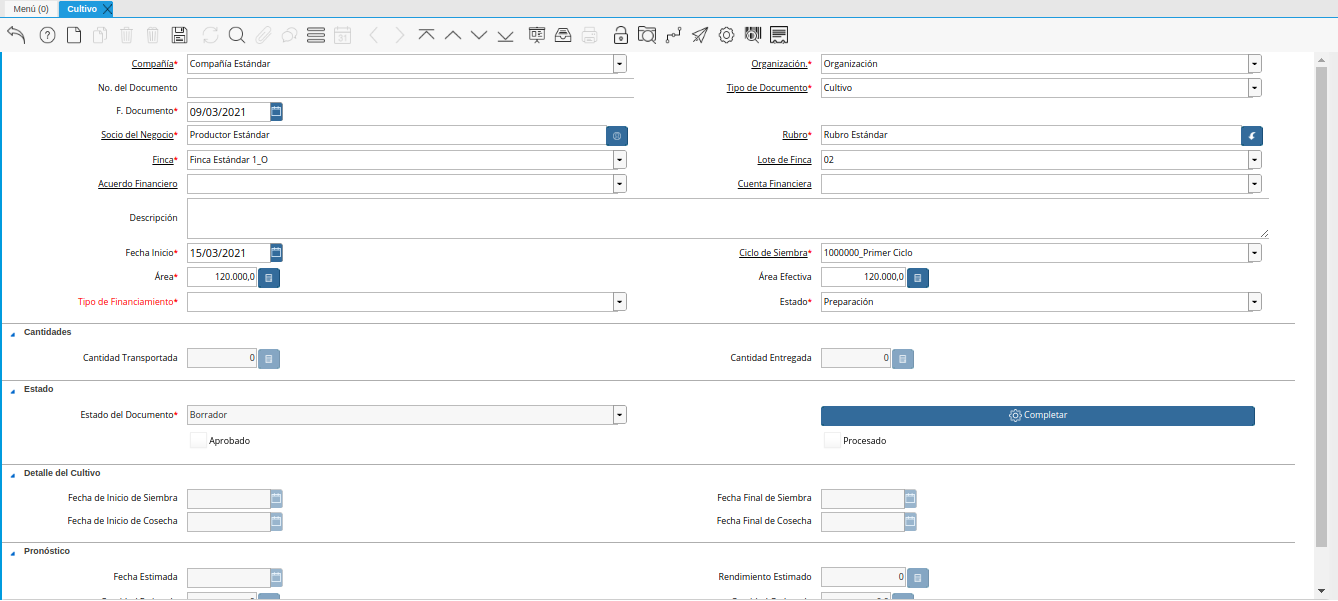 Menú (0) Cultivo
31
Compañía* Compañía Estándar Organización.* Organización
No. del Documento Tipo de Documento* Cultivo
F. Documento* 09/03/2021
Socio del Negocio* Productor Estándar Rubro* Rubro Estándar
Finca* Finca Estándar 1_O Lote de Finca 02
Acuerdo Financiero Cuenta Financiera
Descripción
Fecha Inicio* 15/03/2021 Ciclo de Siembra* 1000000_Primer Ciclo
Área* 120.000,0 Área Efectiva 120.000,0
Tipo de Financiamiento* Estado* Preparación
Cantidades
Cantidad Transportada 0 Cantidad Entregada 0
Estado
Estado del Documento* Borrador Completar
Aprobado Procesado
Detalle del Cultivo
Fecha de Inicio de Siembra Fecha Final de Siembra
Fecha de Inicio de Cosecha Fecha Final de Cosecha
Pronóstico
Fecha Estimada Rendimiento Estimado 0